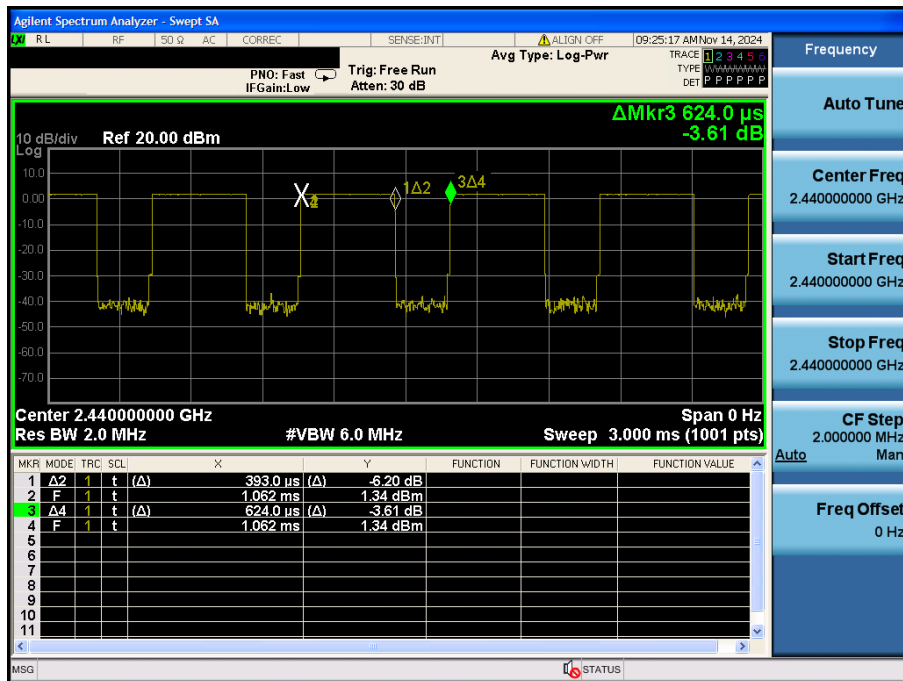 Agilent Spectrum Analyzer - Swept SA
LXI RL RF 50 Ω AC CORREC SENSE:INT ALIGN OFF 09:25:17 AM Nov 14, 2024
Avg Type: Log-Pwr
TRACE 1 2 3 4 5 6
TYPE WWWWWW
DET P P P P P P
PNO: Fast
IFGain:Low
Trig: Free Run
Atten: 30 dB
ΔMkr3 624.0 µs
-3.61 dB
10 dB/div
Log
Ref 20.00 dBm
10.0
0.00
-10.0
-20.0
-30.0
-40.0
-50.0
-60.0
-70.0
X
1Δ2
3Δ4
Center 2.440000000 GHz
Span 0 Hz
Res BW 2.0 MHz
#VBW 6.0 MHz
Sweep 3.000 ms (1001 pts)
MKR MODE TRC SCL X Y FUNCTION FUNCTION WIDTH FUNCTION VALUE
1 Δ2 1 t (Δ) 393.0 µs (Δ) -6.20 dB
2 F 1 t 1.062 ms 1.34 dBm
3 Δ4 1 t (Δ) 624.0 µs (Δ) -3.61 dB
4 F 1 t 1.062 ms 1.34 dBm
5
6
7
8
9
10
11
MSG
STATUS
Frequency
Auto Tune
Center Freq
2.440000000 GHz
Start Freq
2.440000000 GHz
Stop Freq
2.440000000 GHz
CF Step
2.000000 MHz
Auto Man
Freq Offset
0 Hz